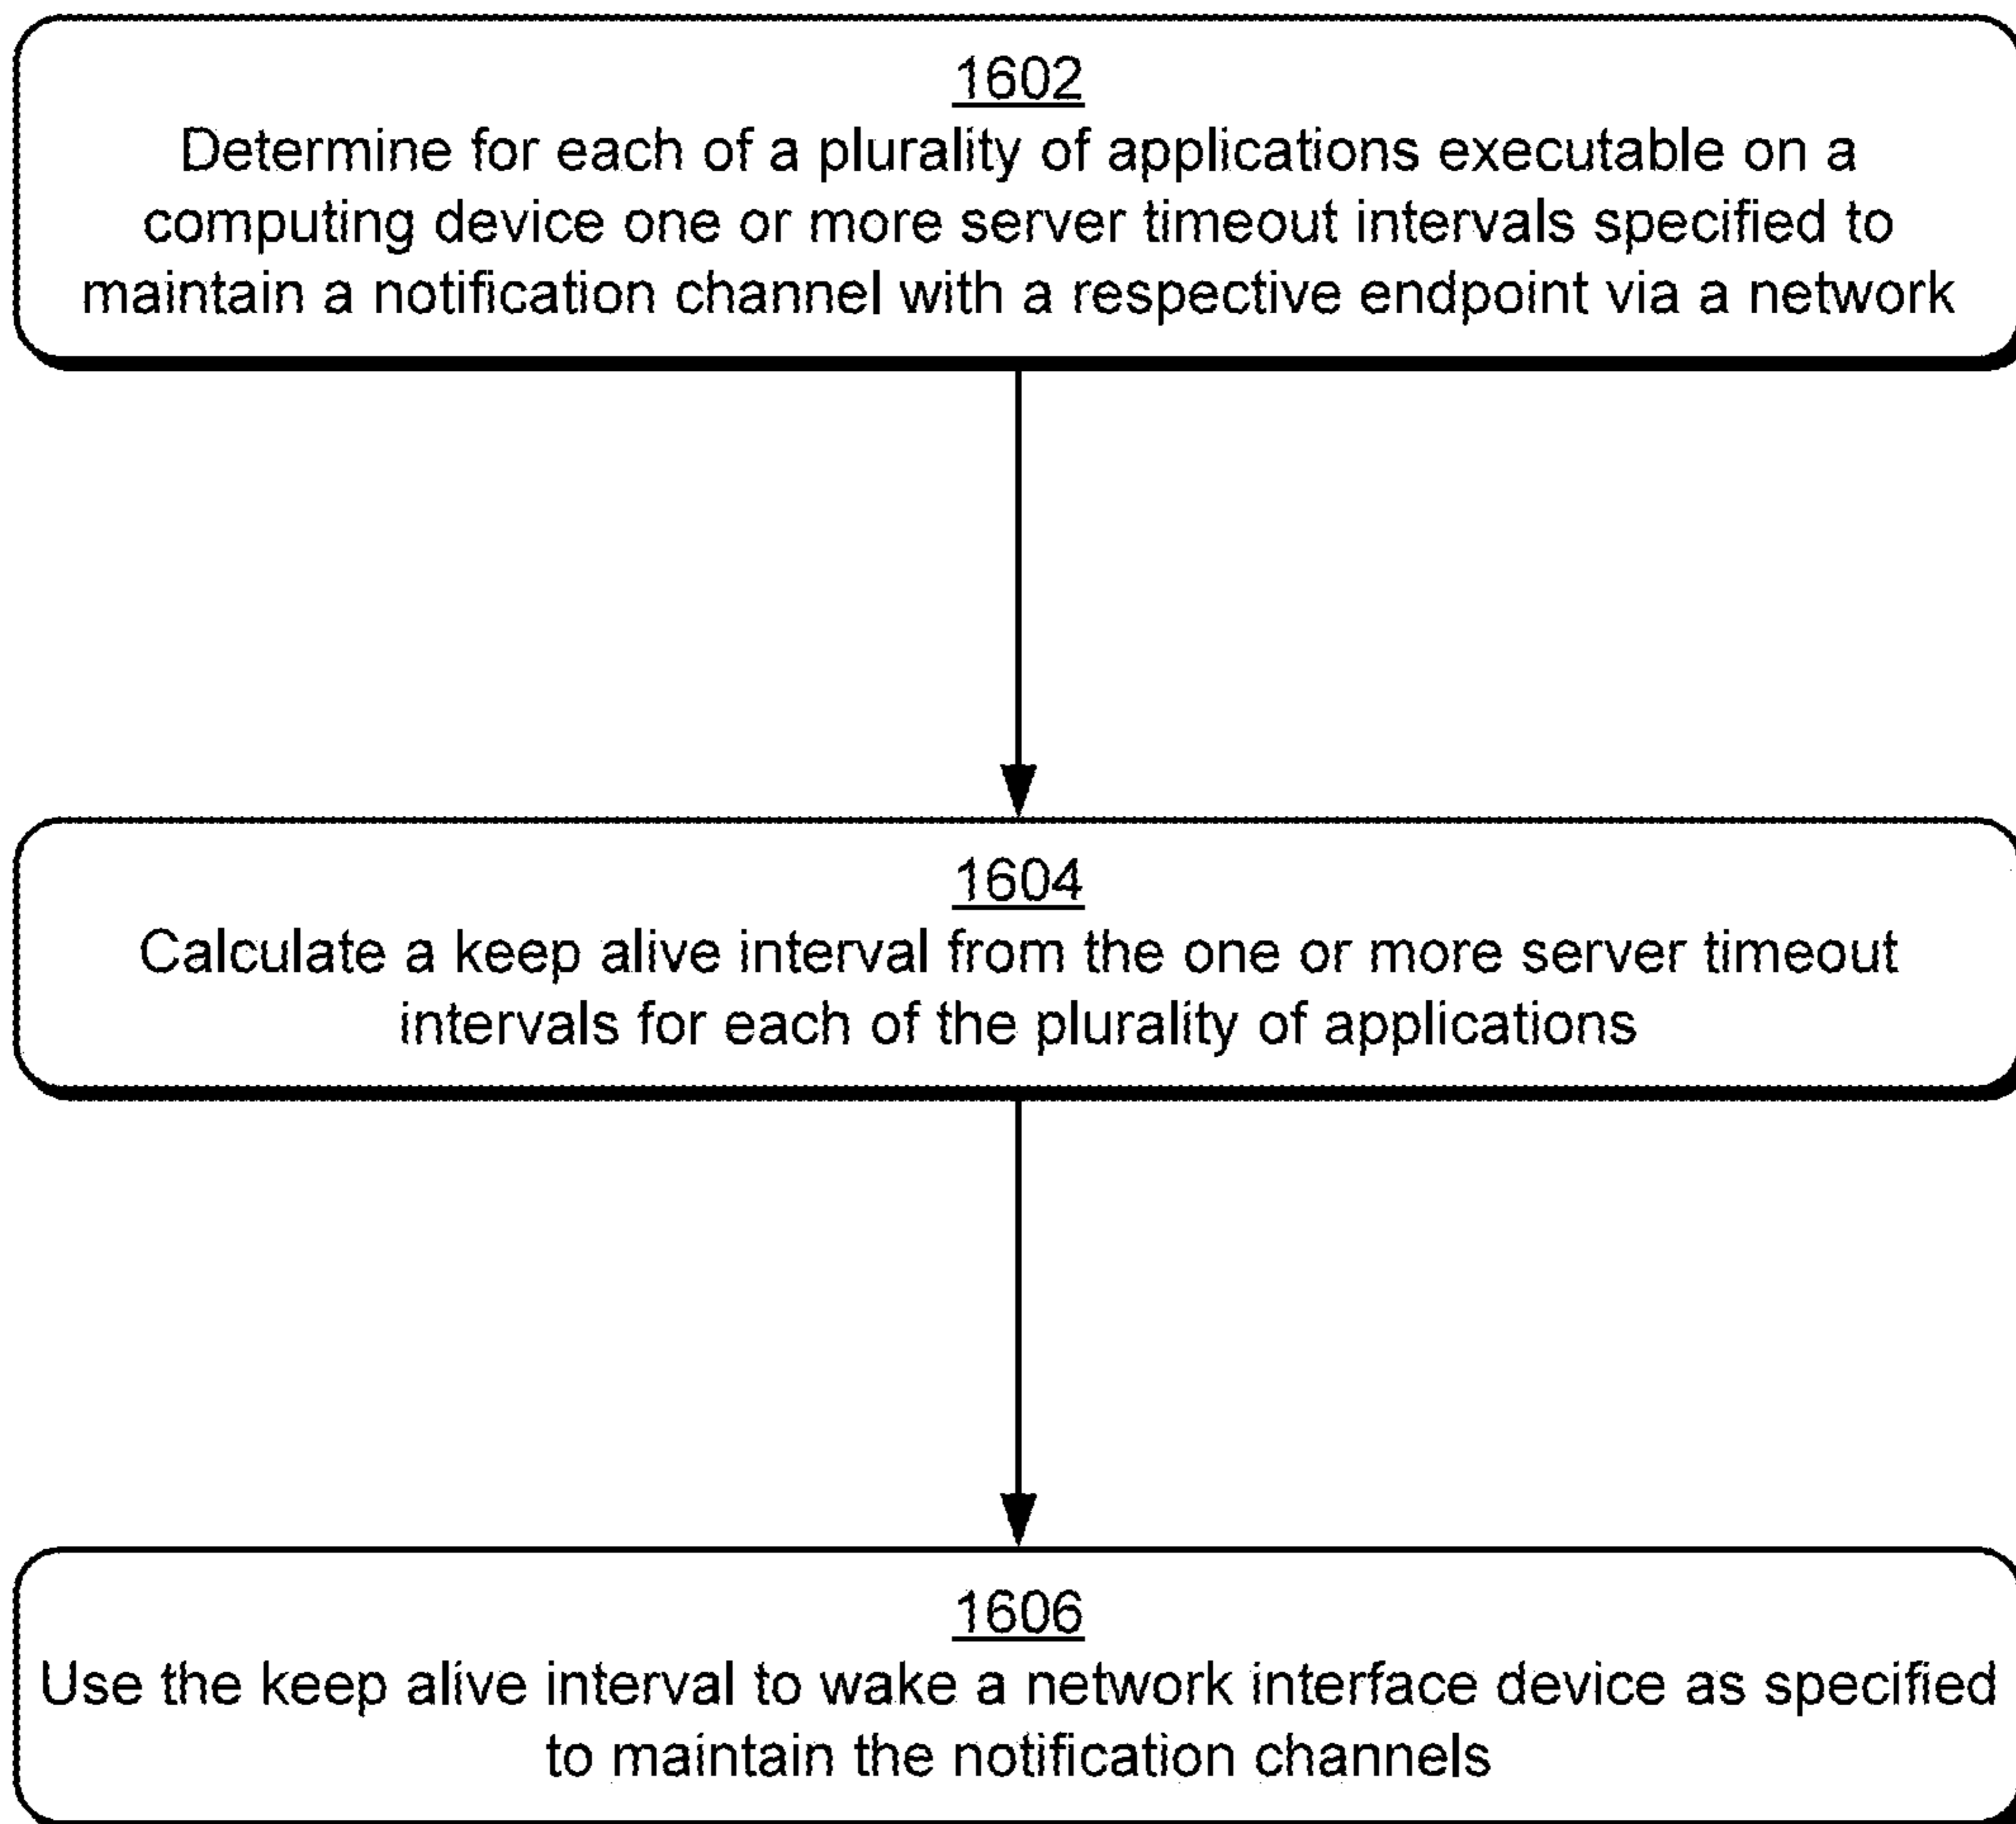 1602
Determine for each of a plurality of applications executable on a
computing device one or more server timeout intervals specified to
maintain a notification channel with a respective endpoint via a network
1604
Calculate a keep alive interval from the one or more server timeout
intervals for each of the plurality of applications
1606
Use the keep alive interval to wake a network interface device as specified
to maintain the notification channels